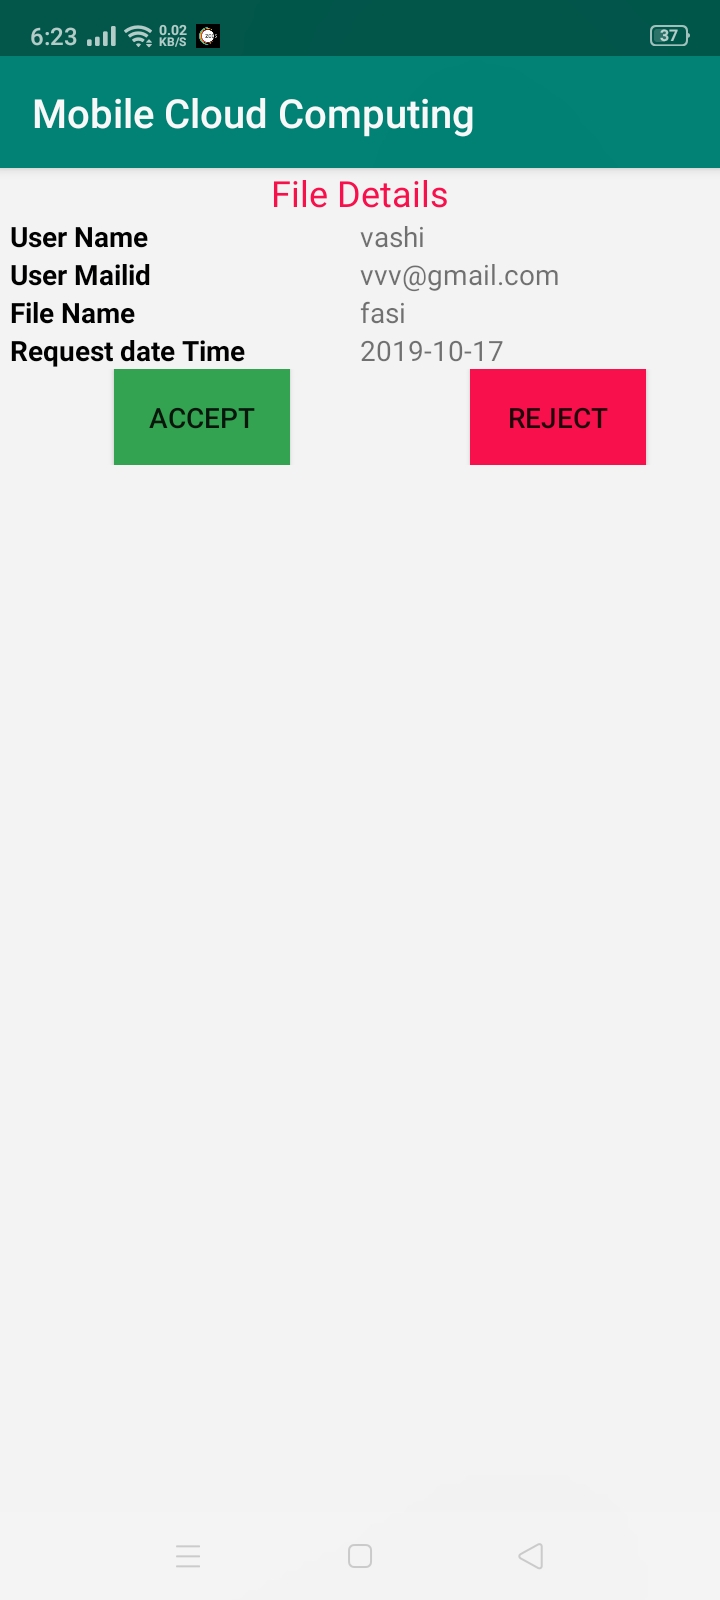 6:23 0.02 KB/S 37
Mobile Cloud Computing
File Details
User Name vashi
User Mailid vvv@gmail.com
File Name fasi
Request date Time 2019-10-17
ACCEPT REJECT